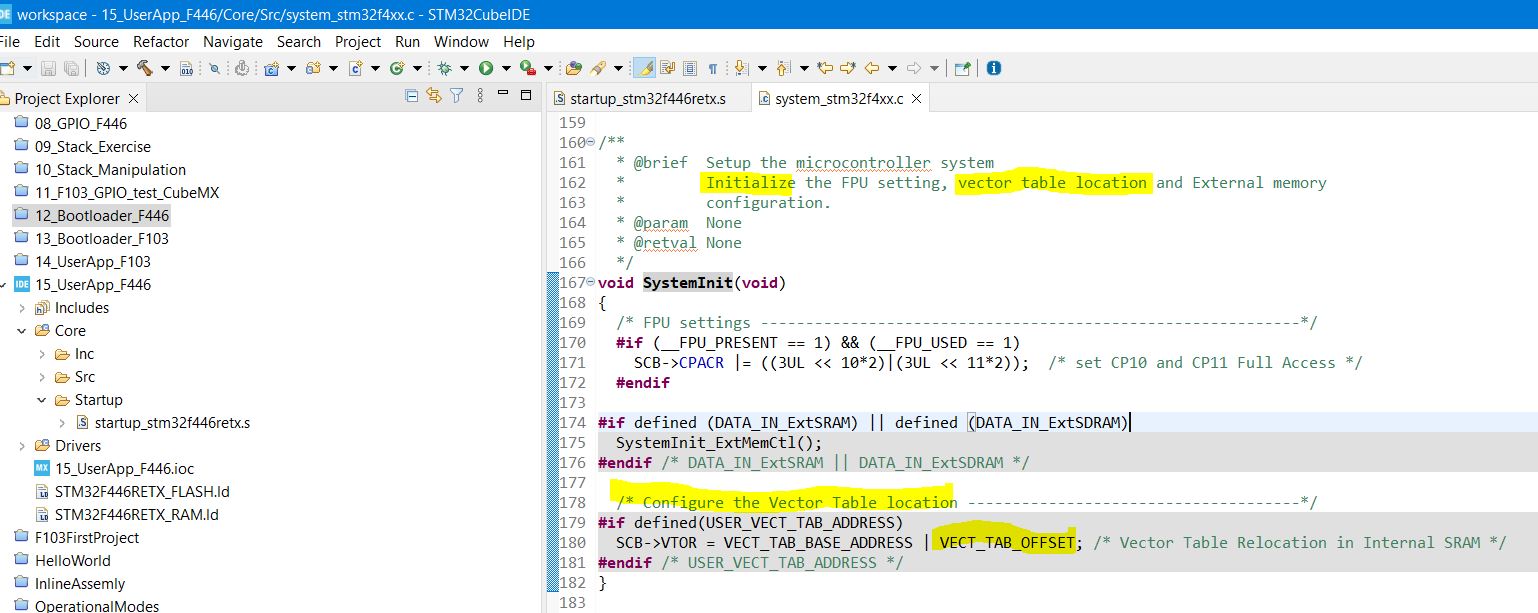 workspace - 15_UserApp_F446/Core/Src/system_stm32f4xx.c - STM32CubeIDE
File Edit Source Refactor Navigate Search Project Run Window Help
Project Explorer
08_GPIO_F446
09_Stack_Exercise
10_Stack_Manipulation
11_F103_GPIO_test_CubeMX
12_Bootloader_F446
13_Bootloader_F103
14_UserApp_F103
15_UserApp_F446
Includes
Core
Inc
Src
Startup
startup_stm32f446retx.s
Drivers
15_UserApp_F446.ioc
STM32F446RETX_FLASH.ld
STM32F446RETX_RAM.ld
F103FirstProject
HelloWorld
InlineAssembly
OperationalModes
startup_stm32f446retx.s system_stm32f4xx.c
159
160 /**
161 * @brief Setup the microcontroller system
162 * Initialize the FPU setting, vector table location and External memory
163 * configuration.
164 * @param None
165 * @retval None
166 */
167 void SystemInit(void)
168 {
169 /* FPU settings ------------------------------------------------------------*/
170 #if (__FPU_PRESENT == 1) && (__FPU_USED == 1)
171 SCB->CPACR |= ((3UL << 10*2)|(3UL << 11*2)); /* set CP10 and CP11 Full Access */
172 #endif
173
174 #if defined (DATA_IN_ExtSRAM) || defined (DATA_IN_ExtSDRAM)
175 SystemInit_ExtMemCtl();
176 #endif /* DATA_IN_ExtSRAM || DATA_IN_ExtSDRAM */
177
178 /* Configure the Vector Table location -------------------------------------*/
179 #if defined(USER_VECT_TAB_ADDRESS)
180 SCB->VTOR = VECT_TAB_BASE_ADDRESS | VECT_TAB_OFFSET; /* Vector Table Relocation in Internal SRAM */
181 #endif /* USER_VECT_TAB_ADDRESS */
182 }
183